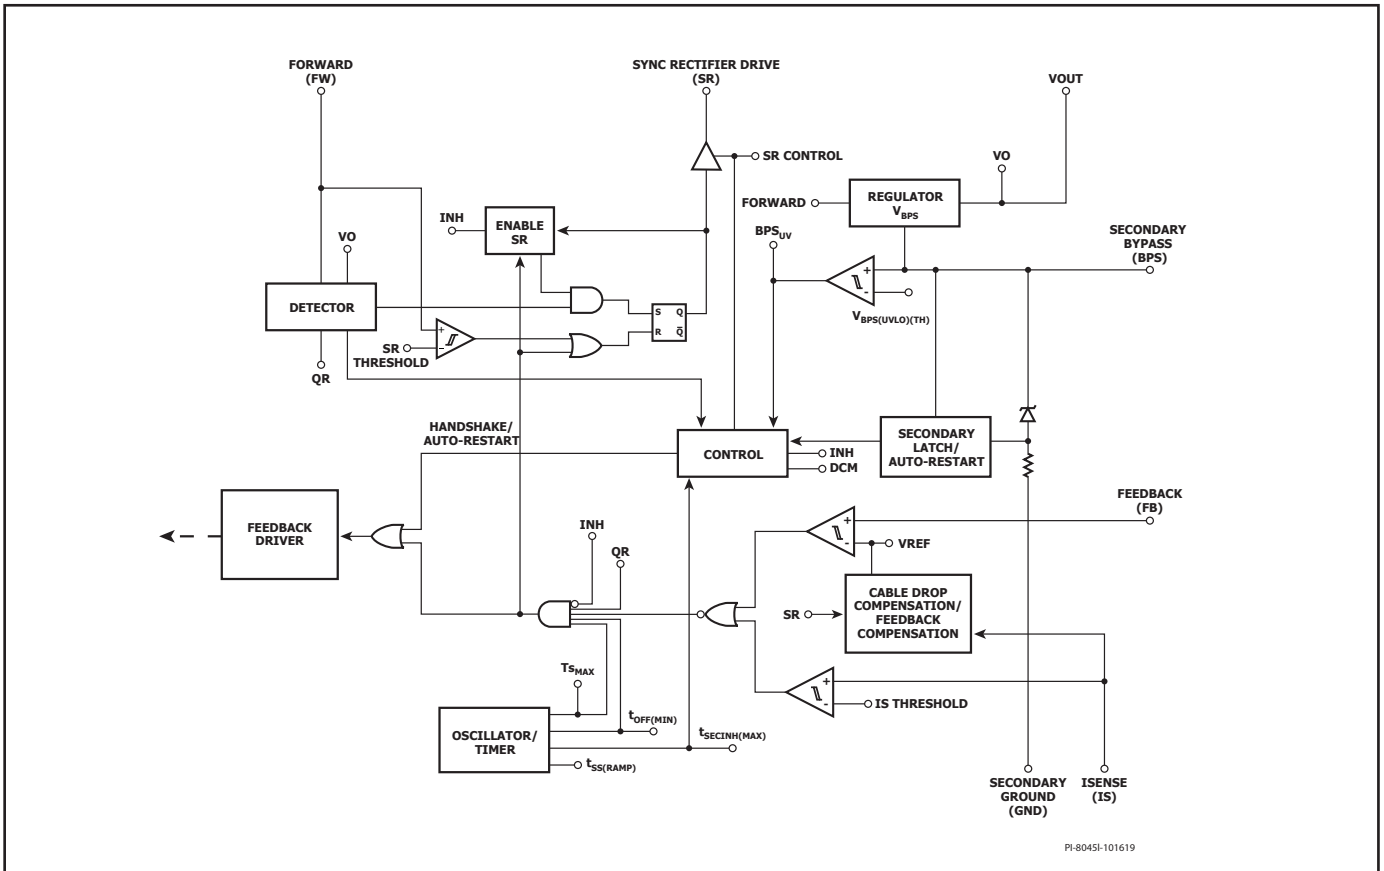 FORWARD
(FW)
SYNC RECTIFIER DRIVE
(SR)
VOUT
SR CONTROL
VO
FORWARD
REGULATOR
VBPS
INH
ENABLE
SR
BPSUV
SECONDARY
BYPASS
(BPS)
VO
+
-
DETECTOR
S Q
R Q̅
VBPS(UVLO)(TH)
+
−
SR
THRESHOLD
QR
HANDSHAKE/
AUTO-RESTART
CONTROL
INH
DCM
SECONDARY
LATCH/
AUTO-RESTART
FEEDBACK
(FB)
FEEDBACK
DRIVER
INH
QR
+
-
VREF
CABLE DROP
COMPENSATION/
FEEDBACK
COMPENSATION
SR
TsMAX
+
-
IS THRESHOLD
OSCILLATOR/
TIMER
tOFF(MIN)
tSECINH(MAX)
tSS(RAMP)
SECONDARY
GROUND
(GND)
ISENSE
(IS)
PI-8045l-101619